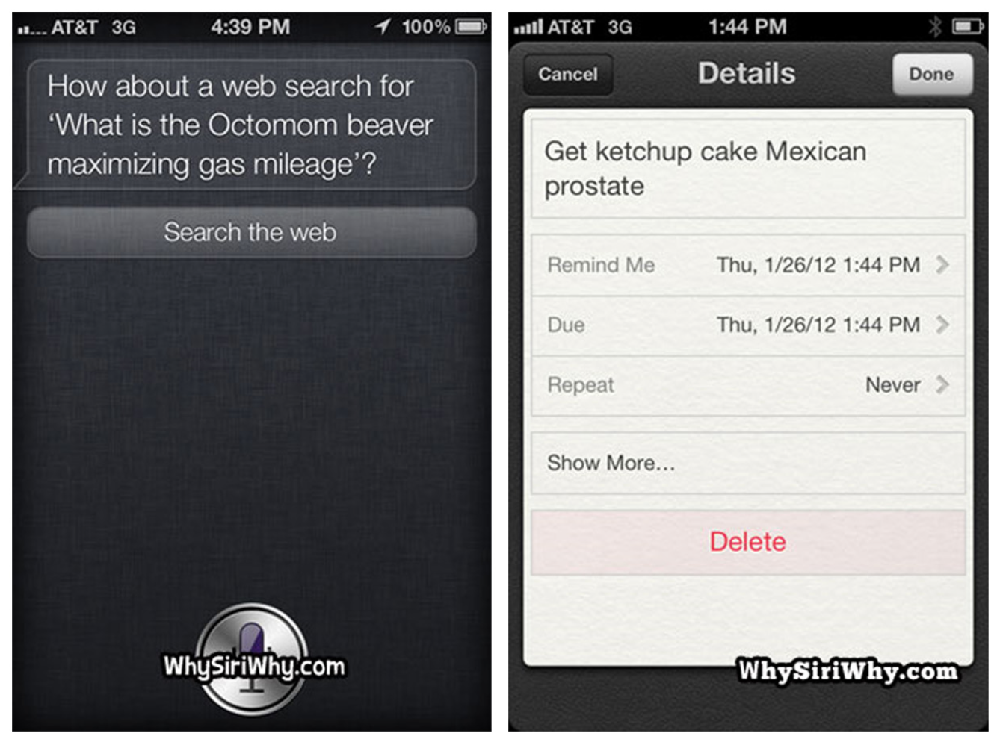 AT&T 3G 4:39 PM 100%
How about a web search for
‘What is the Octomom beaver
maximizing gas mileage’?
Search the web
WhySiriWhy.com
AT&T 3G 1:44 PM
Cancel Details Done
Get ketchup cake Mexican
prostate
Remind Me Thu, 1/26/12 1:44 PM
Due Thu, 1/26/12 1:44 PM
Repeat Never
Show More...
Delete
WhySiriWhy.com